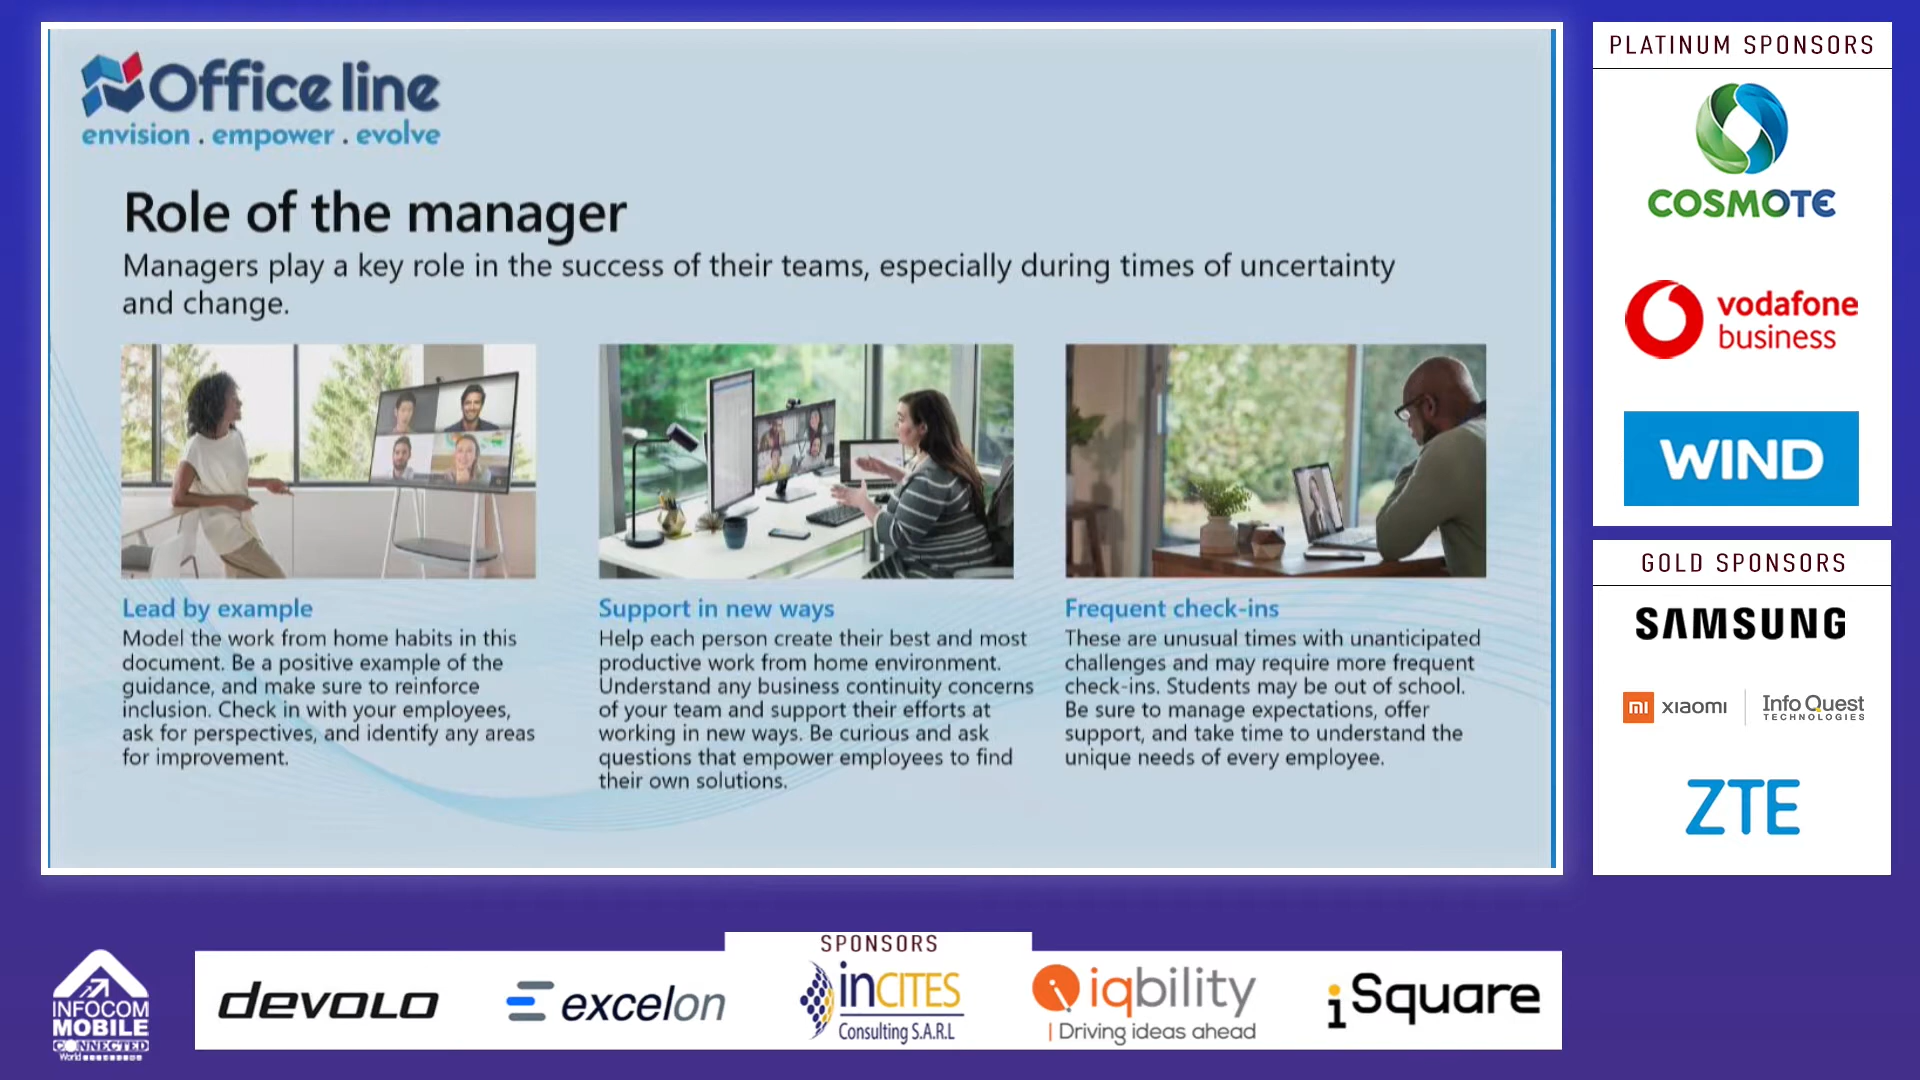 Office line
envision . empower . evolve
Role of the manager
Managers play a key role in the success of their teams, especially during times of uncertainty
and change.
Lead by example
Model the work from home habits in this
document. Be a positive example of the
guidance, and make sure to reinforce
inclusion. Check in with your employees,
ask for perspectives, and identify any areas
for improvement.
Support in new ways
Help each person create their best and most
productive work from home environment.
Understand any business continuity concerns
of your team and support their efforts at
working in new ways. Be curious and ask
questions that empower employees to find
their own solutions.
Frequent check-ins
These are unusual times with unanticipated
challenges and may require more frequent
check-ins. Students may be out of school.
Be sure to manage expectations, offer
support, and take time to understand the
unique needs of every employee.
PLATINUM SPONSORS
COSMOTE
vodafone
business
WIND
GOLD SPONSORS
SAMSUNG
mi xiaomi
Info Quest
TECHNOLOGIES
ZTE
INFOCOM
MOBILE
CONNECTED
World
SPONSORS
devolo
excelon
inCITES
Consulting S.A.R.L
iqbility
| Driving ideas ahead
iSquare